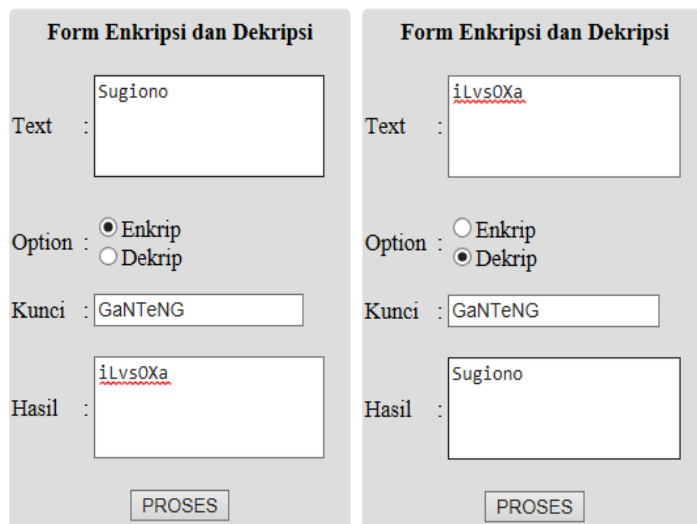 Form Enkripsi dan Dekripsi
Text : Sugiono
Option : Enkrip
Dekrip
Kunci : GaNTeNG
Hasil : iLvsOXa
PROSES
Form Enkripsi dan Dekripsi
Text : iLvsOXa
Option : Enkrip
Dekrip
Kunci : GaNTeNG
Hasil : Sugiono
PROSES